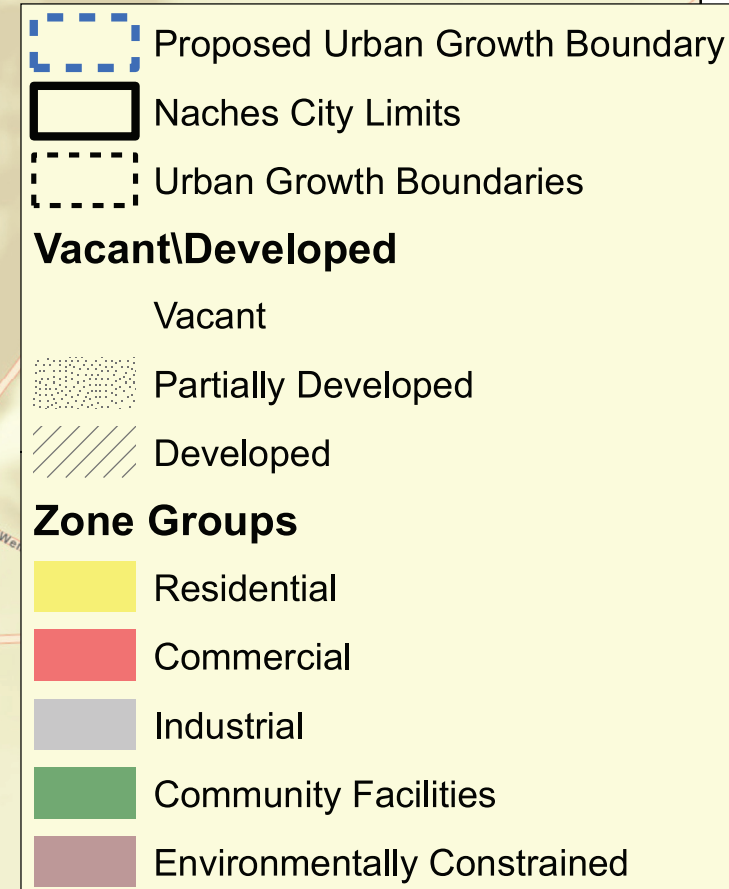 Proposed Urban Growth Boundary
Naches City Limits
Urban Growth Boundaries
Vacant\Developed
Vacant
Partially Developed
Developed
Zone Groups
Residential
Commercial
Industrial
Community Facilities
Environmentally Constrained